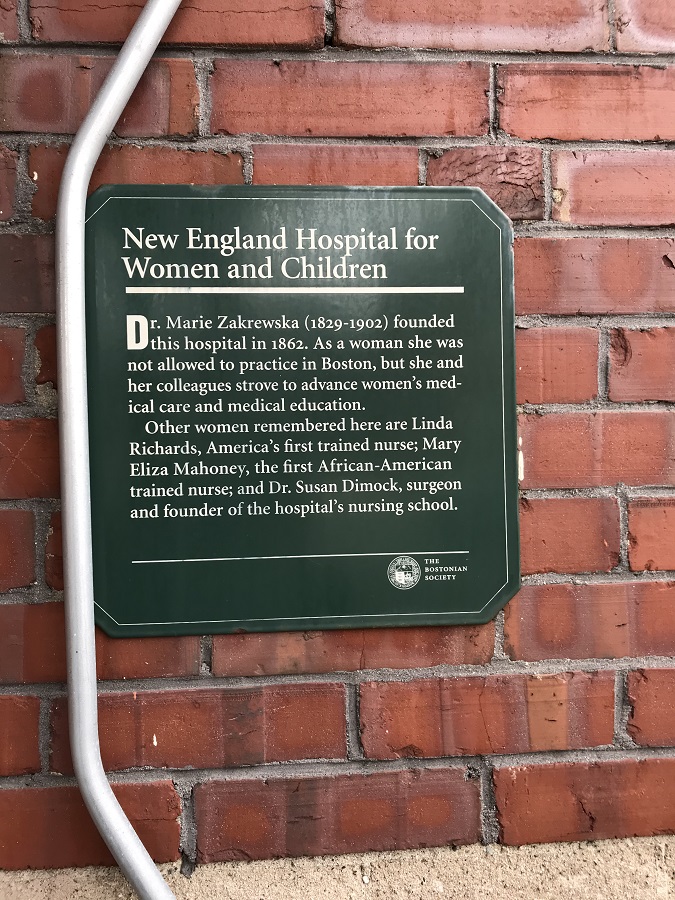 New England Hospital for
Women and Children
Dr. Marie Zakrewska (1829-1902) founded
this hospital in 1862. As a woman she was
not allowed to practice in Boston, but she and
her colleagues strove to advance women's med-
ical care and medical education.
Other women remembered here are Linda
Richards, America's first trained nurse; Mary
Eliza Mahoney, the first African-American
trained nurse; and Dr. Susan Dimock, surgeon
and founder of the hospital's nursing school.
THE
BOSTONIAN
SOCIETY